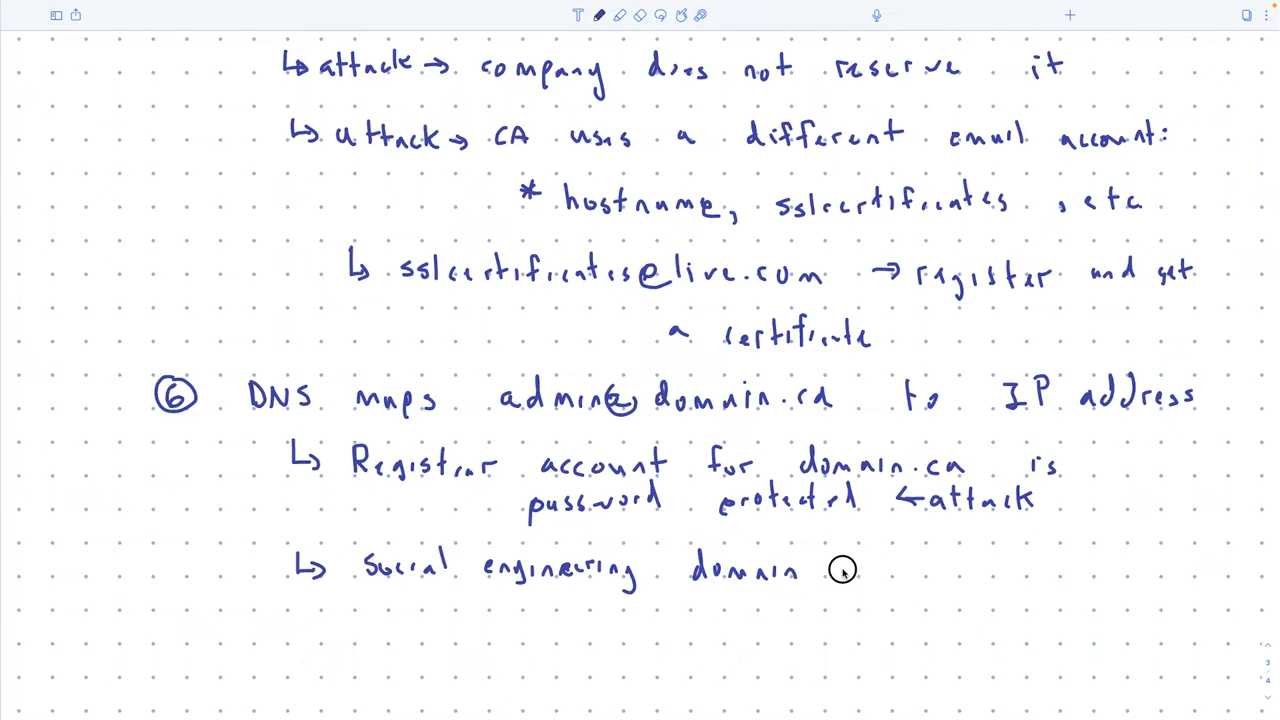 ↳ attack → company does not reserve it
↳ attack → CA uses a different email account:
* hostname, sslcertificates, etc
↳ sslcertificates@live.com → register and get
a certificate
⑥ DNS maps admin@domain.ca to IP address
↳ Registrar account for domain.ca is
password protected ← attack
↳ Social engineering domain
3
4